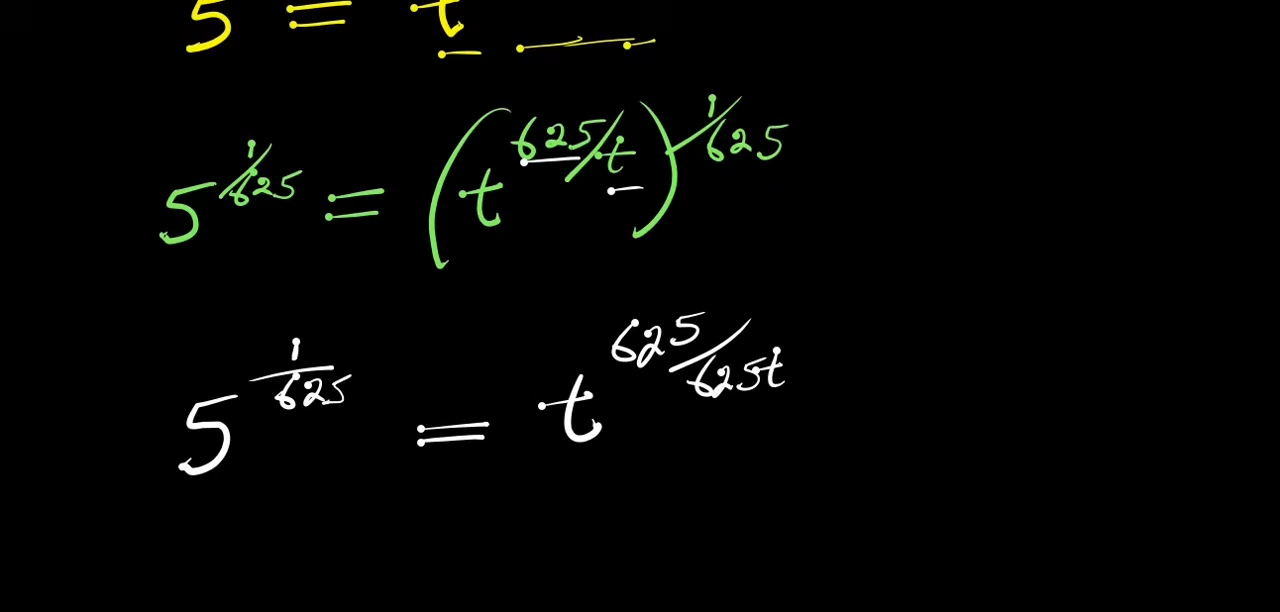 5 = t
5^{1/625} = (t^{625/t})^{1/625}
5^{1/625} = t^{625/625t}